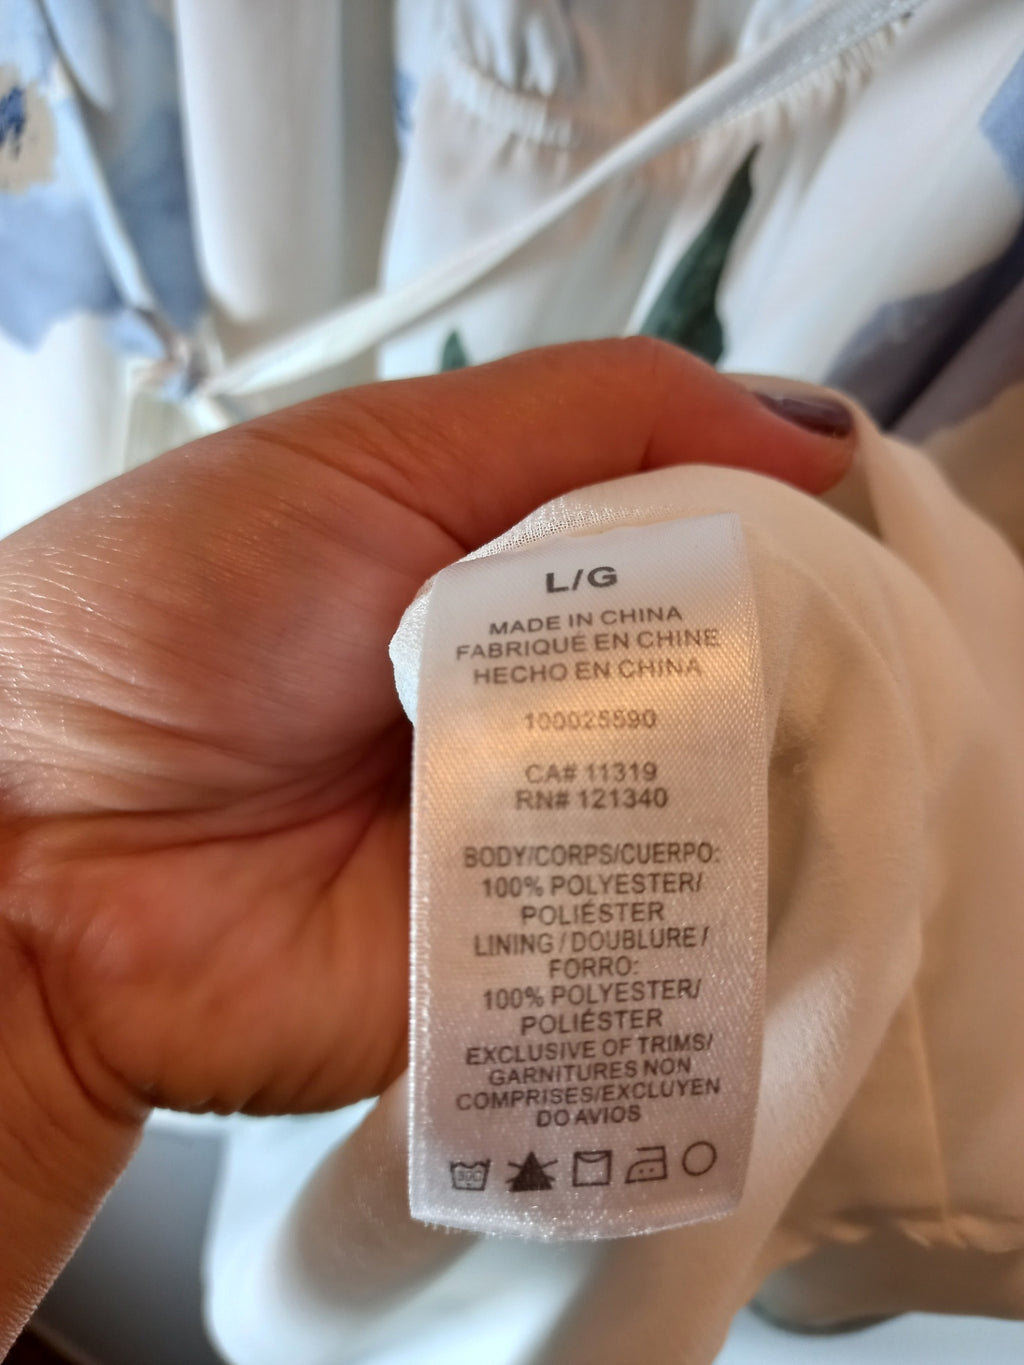 L/G
MADE IN CHINA
FABRIQUÉ EN CHINE
HECHO EN CHINA
100025590
CA# 11319
RN# 121340
BODY/CORPS/CUERPO:
100% POLYESTER/
POLIÉSTER
LINING / DOUBLURE /
FORRO:
100% POLYESTER/
POLIÉSTER
EXCLUSIVE OF TRIMS/
GARNITURES NON
COMPRISES/EXCLUYEN
DO AVIOS
30C